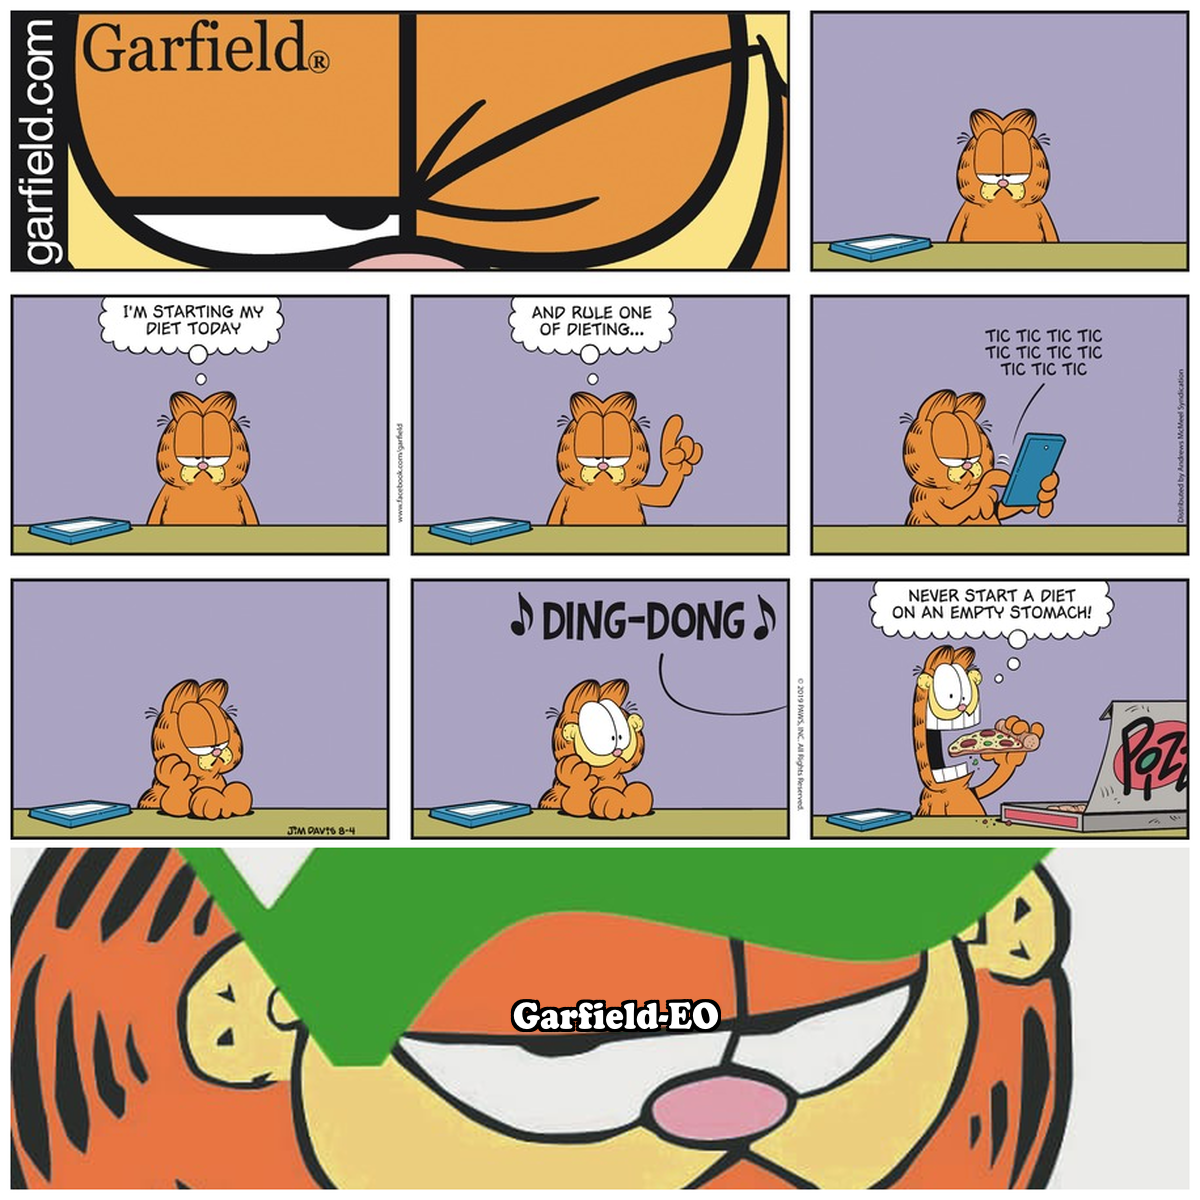 garfield.com
Garfield®
I'M STARTING MY
DIET TODAY
www.facebook.com/garfield
AND RULE ONE
OF DIETING...
TIC TIC TIC TIC
TIC TIC TIC TIC
TIC TIC TIC
Distributed by Andrews McMeel Syndication
JIM DAVIS 8-4
♪ DING-DONG ♪
© 2019 PAWS, INC. All Rights Reserved.
NEVER START A DIET
ON AN EMPTY STOMACH!
PIZZ
Garfield-EO